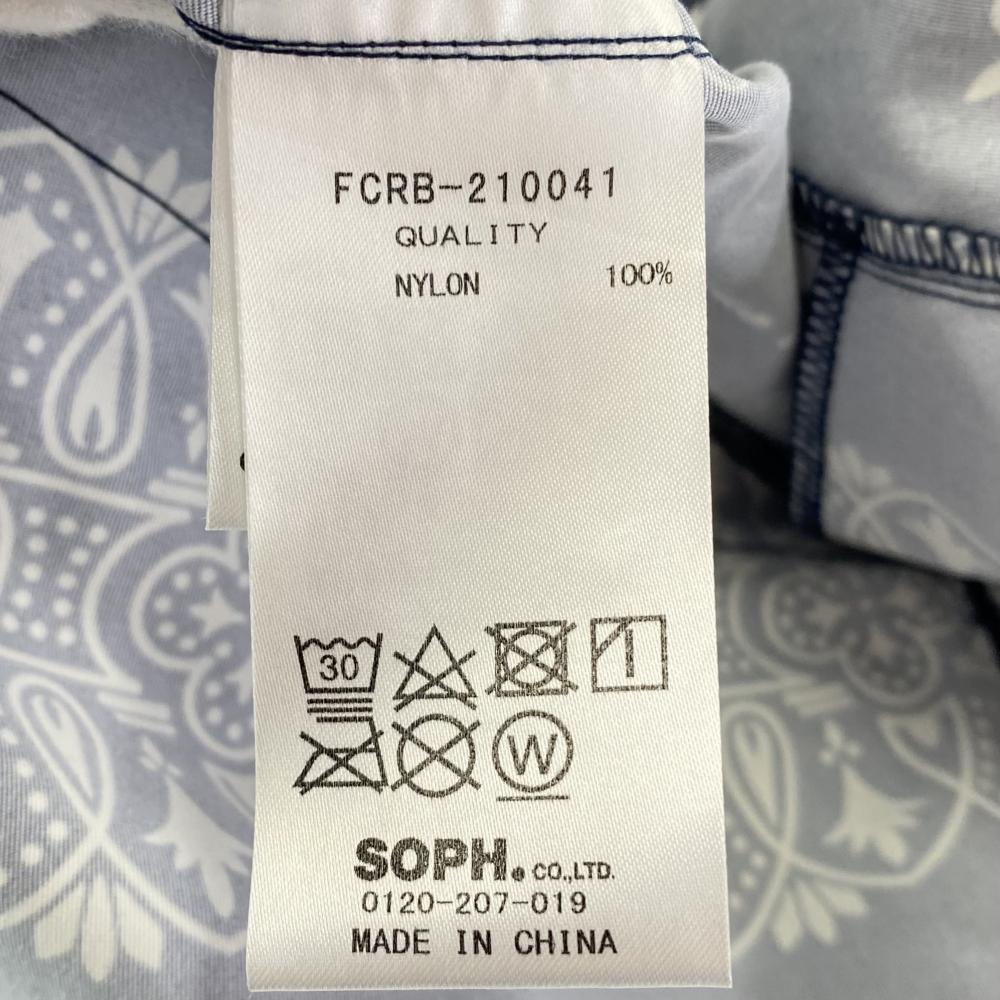 FCRB-210041
QUALITY
NYLON 100%
30
W
SOPH. CO.,LTD.
0120-207-019
MADE IN CHINA